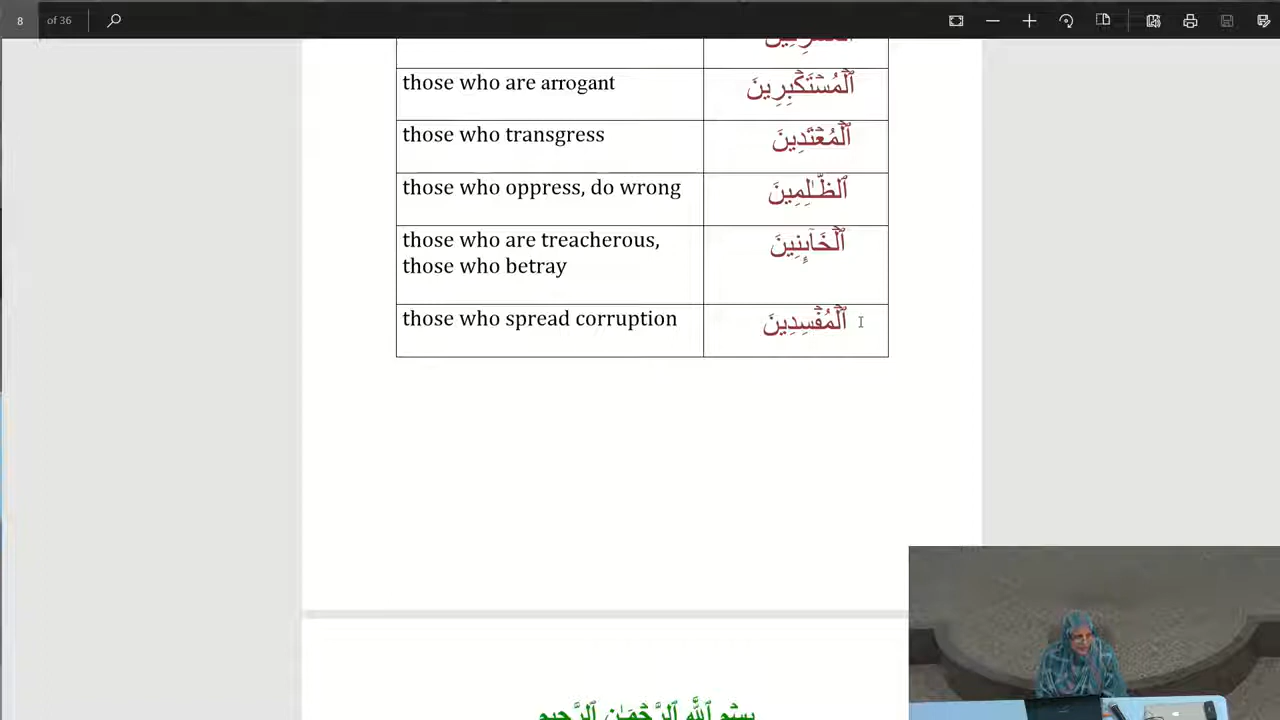 8 of 36
those who are arrogant ٱلْمُسْتَكْبِرِينَ
those who transgress ٱلْمُعْتَدِينَ
those who oppress, do wrong ٱلظَّـٰلِمِينَ
those who are treacherous, ٱلْخَآئِنِينَ
those who betray
those who spread corruption ٱلْمُفْسِدِينَ
بِسْمِ ٱللَّهِ ٱلرَّحْمَـٰنِ ٱلرَّحِيمِ